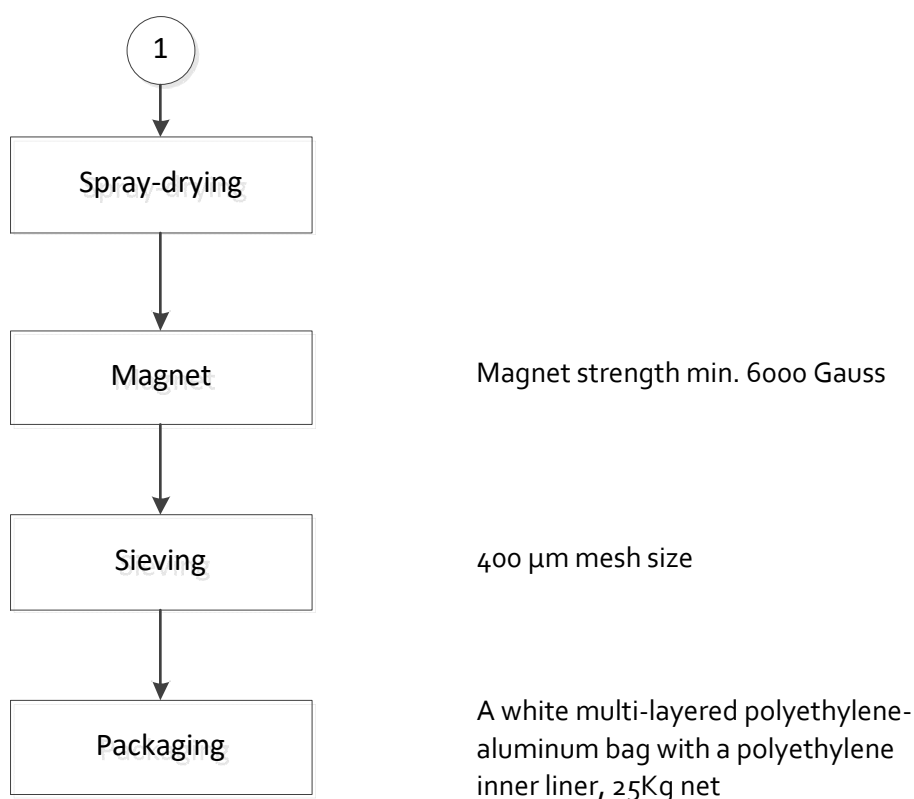 1
Spray-drying
Magnet
Magnet strength min. 6000 Gauss
Sieving
400 µm mesh size
Packaging
A white multi-layered polyethylene-
aluminum bag with a polyethylene
inner liner, 25Kg net